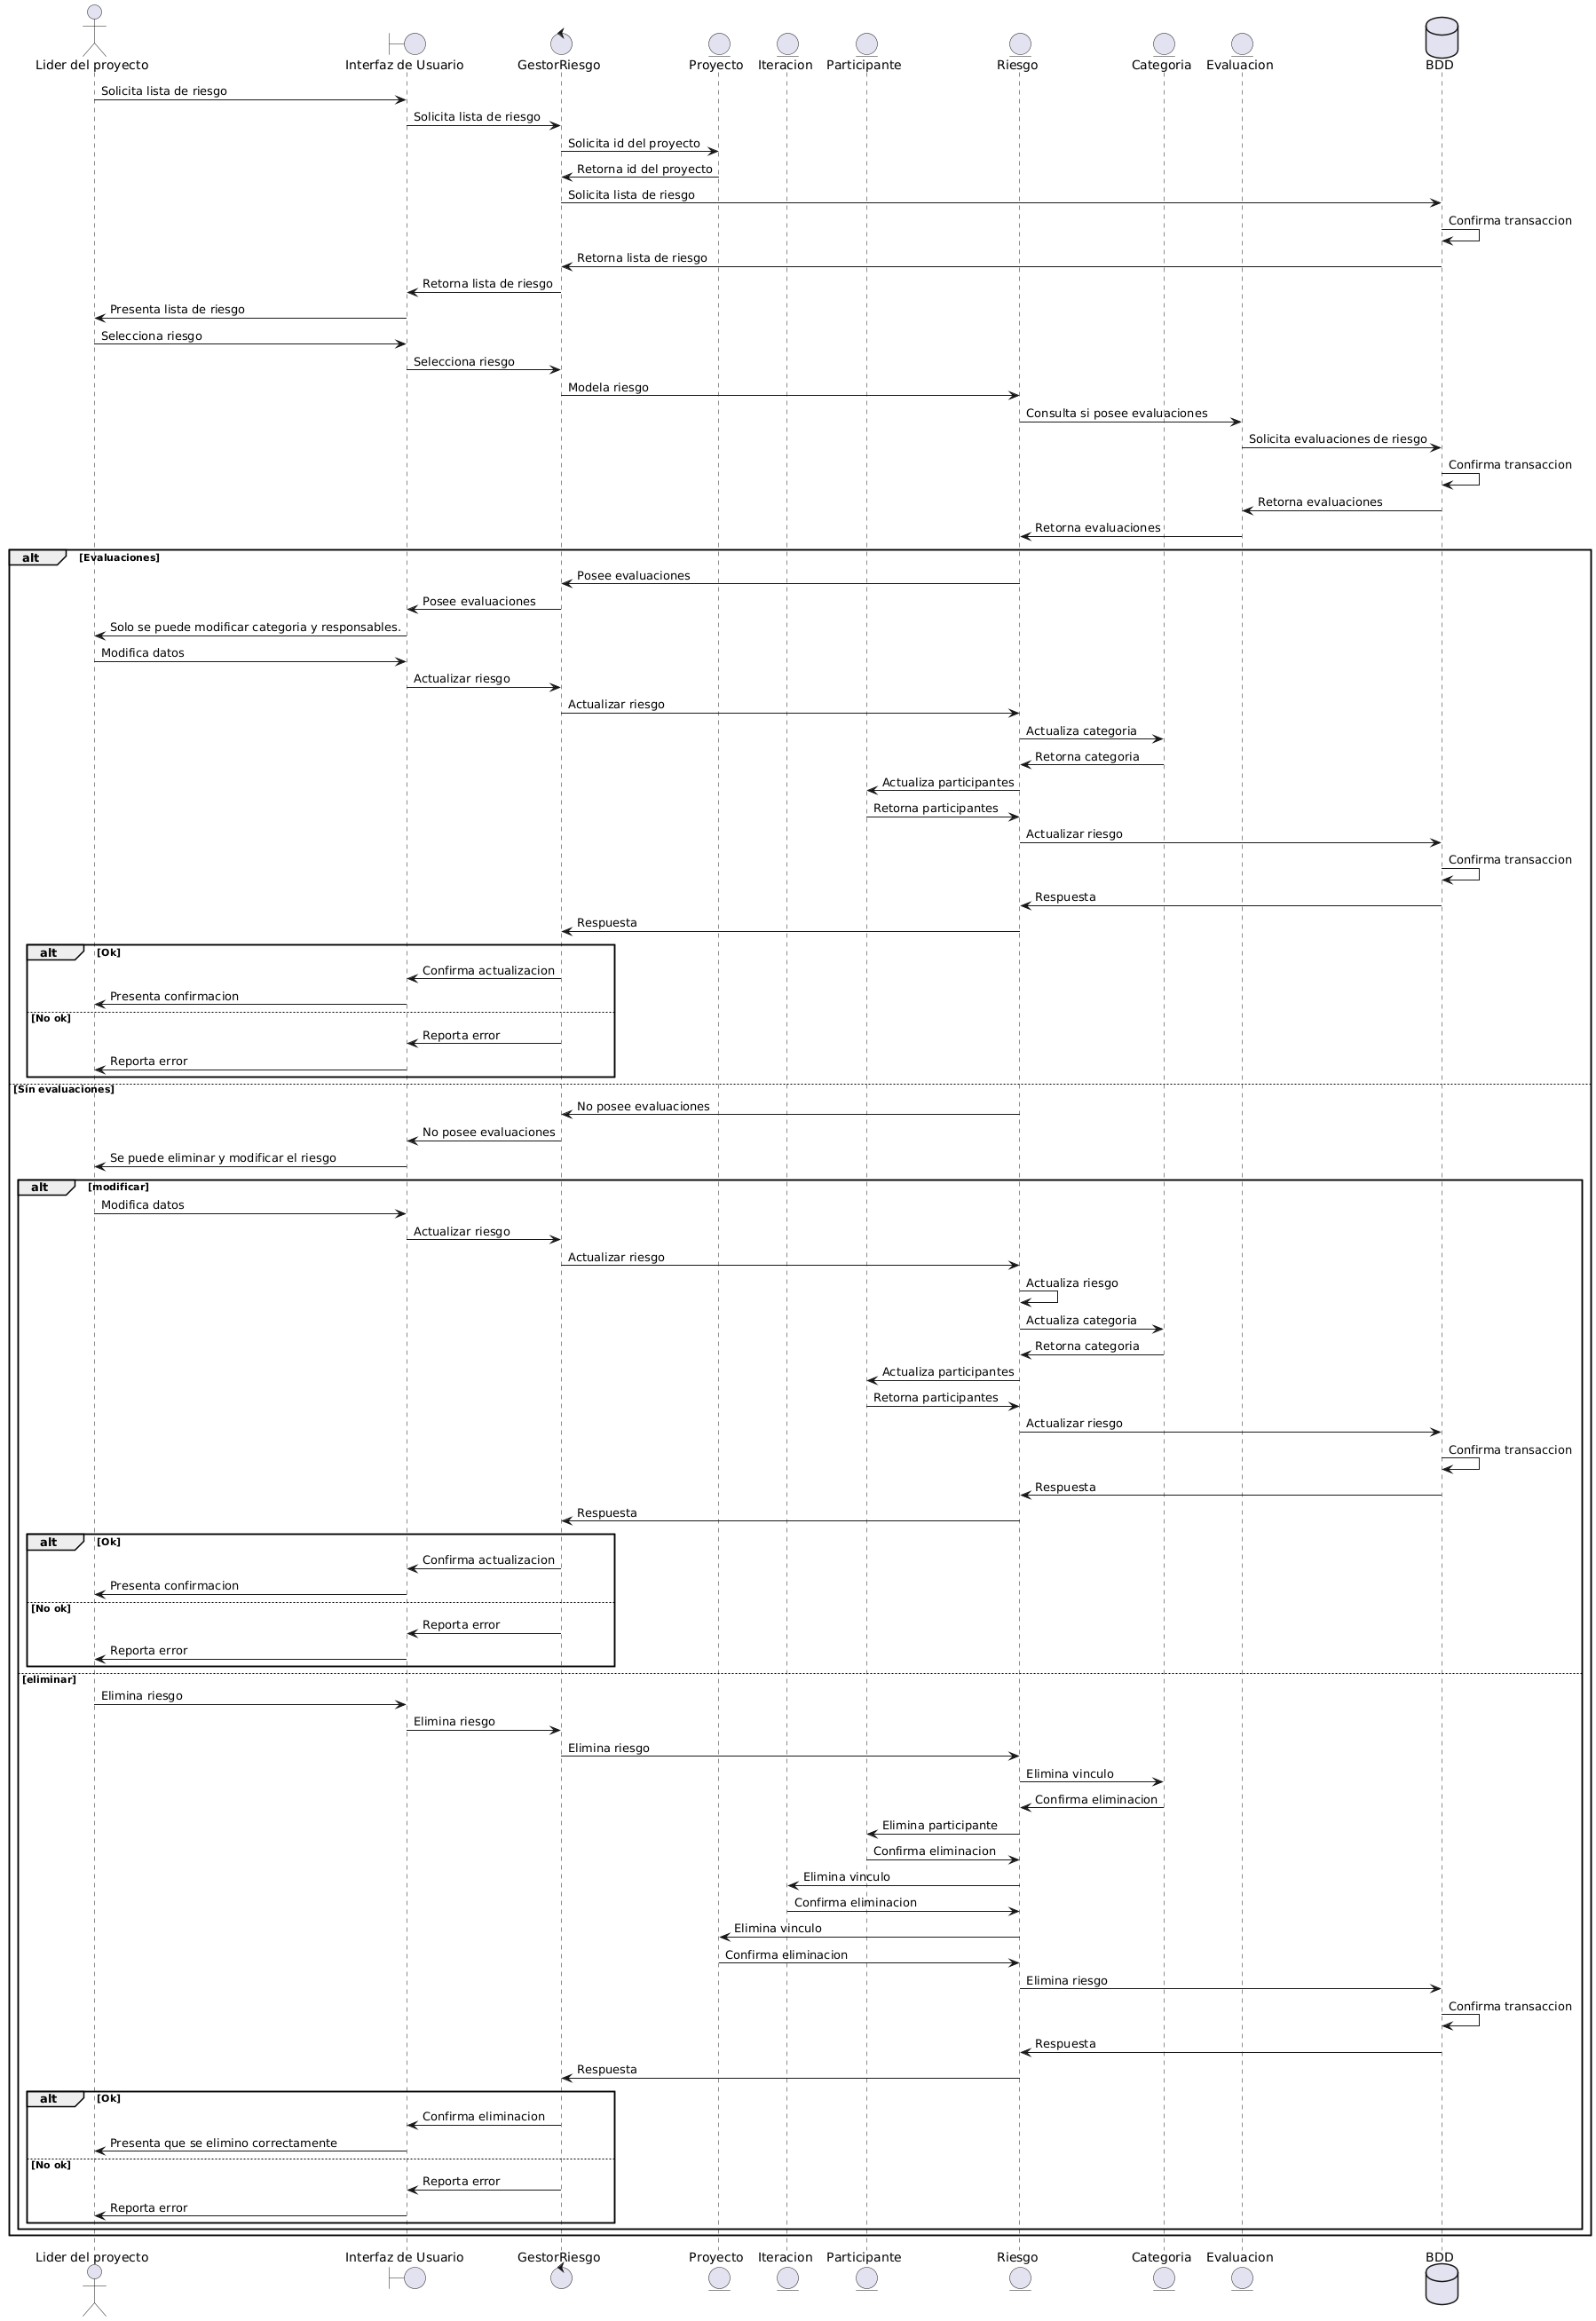 Lider del proyecto
Interfaz de Usuario
GestorRiesgo
Proyecto
Iteracion
Participante
Riesgo
Categoria
Evaluacion
BDD
Solicita lista de riesgo
Solicita lista de riesgo
Solicita id del proyecto
Retorna id del proyecto
Solicita lista de riesgo
Confirma transaccion
Retorna lista de riesgo
Retorna lista de riesgo
Presenta lista de riesgo
Selecciona riesgo
Selecciona riesgo
Modela riesgo
Consulta si posee evaluaciones
Solicita evaluaciones de riesgo
Confirma transaccion
Retorna evaluaciones
Retorna evaluaciones
alt [Evaluaciones]
Posee evaluaciones
Posee evaluaciones
Solo se puede modificar categoria y responsables.
Modifica datos
Actualizar riesgo
Actualizar riesgo
Actualiza categoria
Retorna categoria
Actualiza participantes
Retorna participantes
Actualizar riesgo
Confirma transaccion
Respuesta
Respuesta
alt [Ok]
Confirma actualizacion
Presenta confirmacion
[No ok]
Reporta error
Reporta error
[Sin evaluaciones]
No posee evaluaciones
No posee evaluaciones
Se puede eliminar y modificar el riesgo
alt [modificar]
Modifica datos
Actualizar riesgo
Actualizar riesgo
Actualiza riesgo
Actualiza categoria
Retorna categoria
Actualiza participantes
Retorna participantes
Actualizar riesgo
Confirma transaccion
Respuesta
Respuesta
alt [Ok]
Confirma actualizacion
Presenta confirmacion
[No ok]
Reporta error
Reporta error
[eliminar]
Elimina riesgo
Elimina riesgo
Elimina riesgo
Elimina vinculo
Confirma eliminacion
Elimina participante
Confirma eliminacion
Elimina vinculo
Confirma eliminacion
Elimina vinculo
Confirma eliminacion
Elimina riesgo
Confirma transaccion
Respuesta
Respuesta
alt [Ok]
Confirma eliminacion
Presenta que se elimino correctamente
[No ok]
Reporta error
Reporta error
Lider del proyecto
Interfaz de Usuario
GestorRiesgo
Proyecto
Iteracion
Participante
Riesgo
Categoria
Evaluacion
BDD